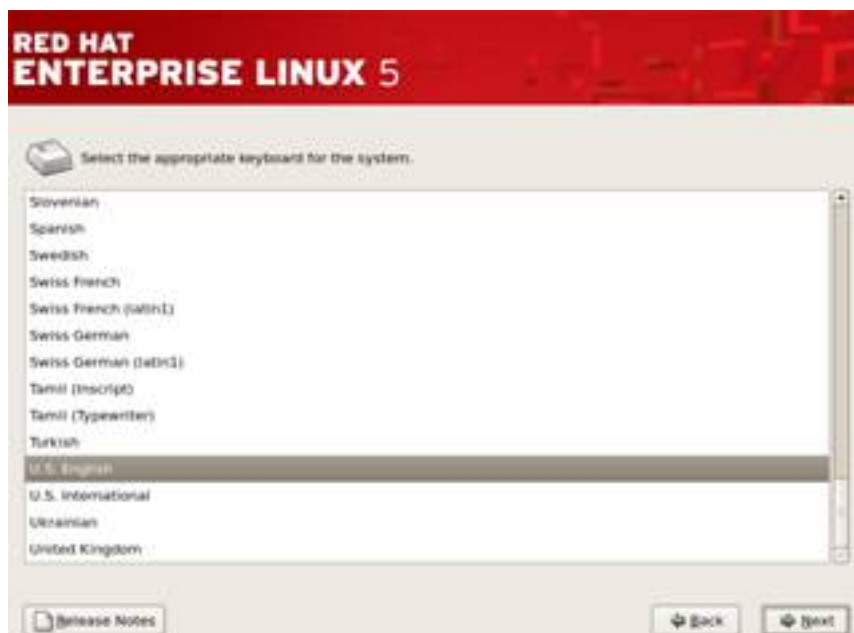 RED HAT
ENTERPRISE LINUX 5
Select the appropriate keyboard for the system.
Slovenian
Spanish
Swedish
Swiss French
Swiss French (latin1)
Swiss German
Swiss German (latin1)
Tamil (Inscript)
Tamil (Typewriter)
Turkish
U.S. English
U.S. International
Ukrainian
United Kingdom
Release Notes
Back
Next